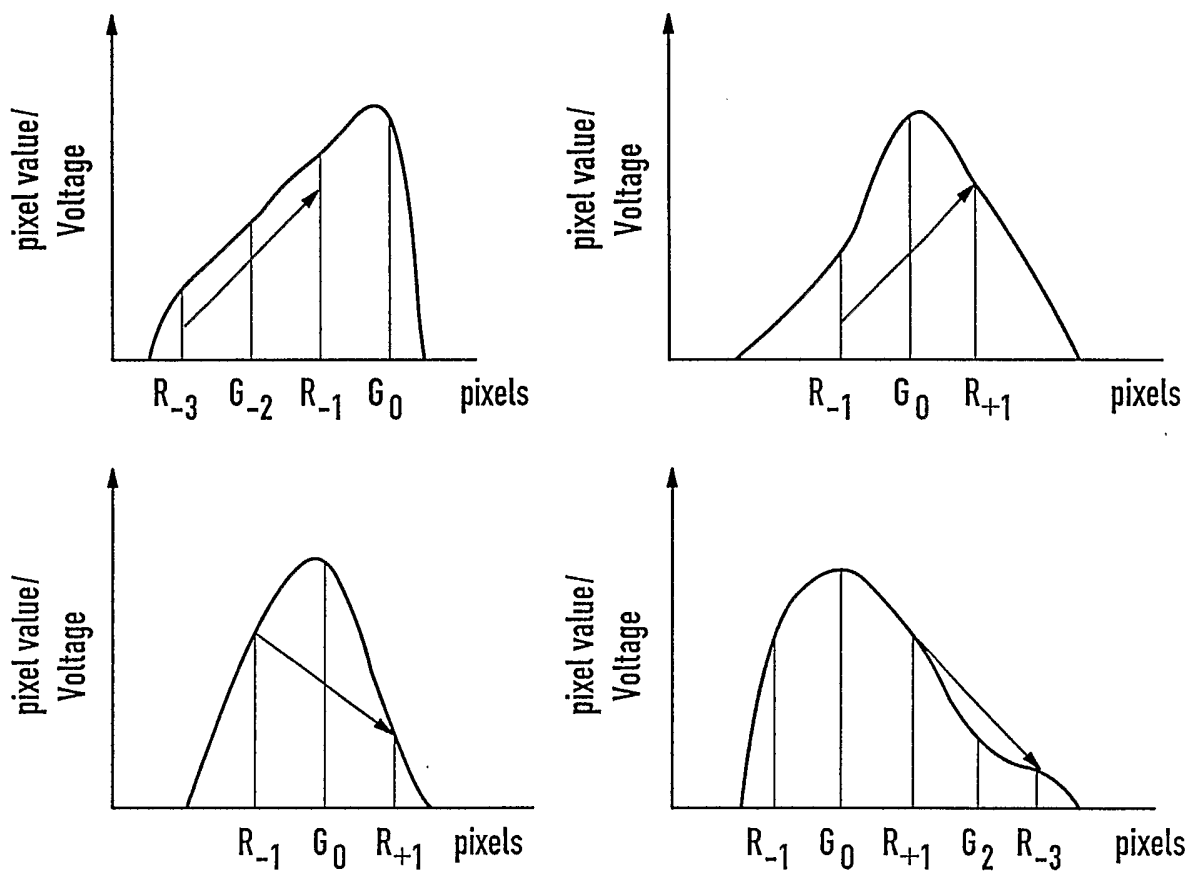 pixel value/
Voltage
R-3 G-2 R-1 G0 pixels
pixel value/
Voltage
R-1 G0 R+1 pixels
pixel value/
Voltage
R-1 G0 R+1 pixels
pixel value/
Voltage
R-1 G0 R+1 G2 R-3 pixels